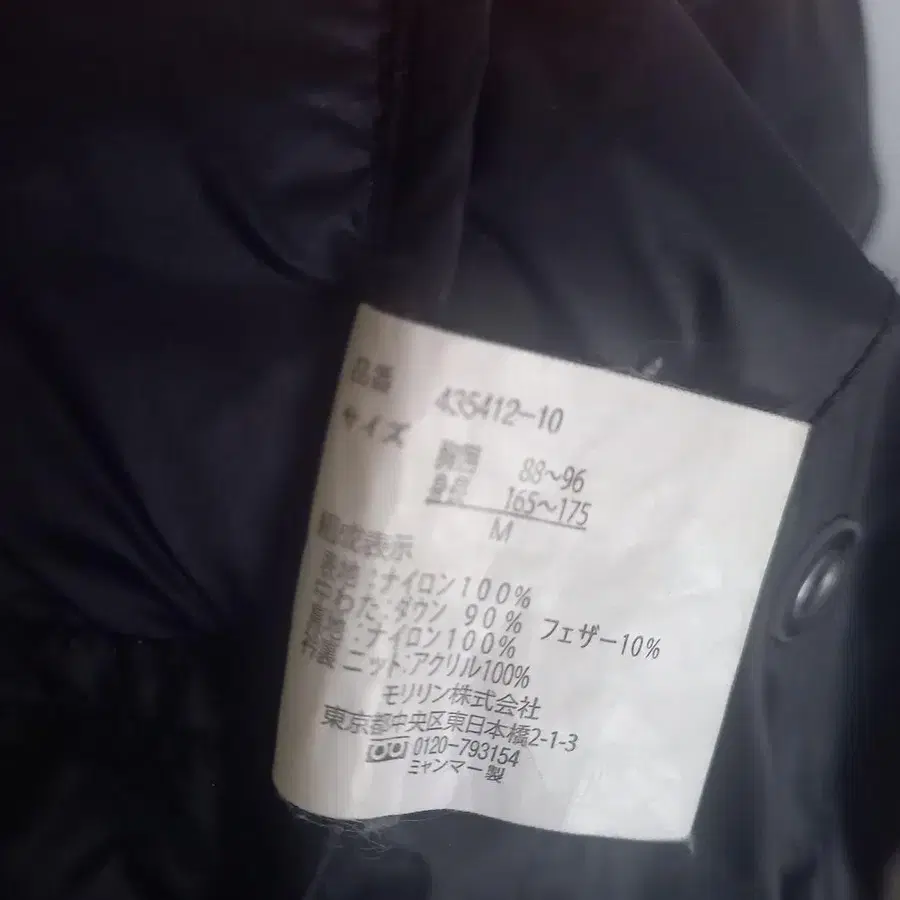 品番 435412-10
サイズ
胸囲 88～96
身長 165～175
M
組成表示
表地:ナイロン100%
中わた:ダウン 90% フェザー10%
裏地:ナイロン100%
衿裏ニット:アクリル100%
モリリン株式会社
東京都中央区東日本橋2-1-3
0120-793154
ミャンマー製